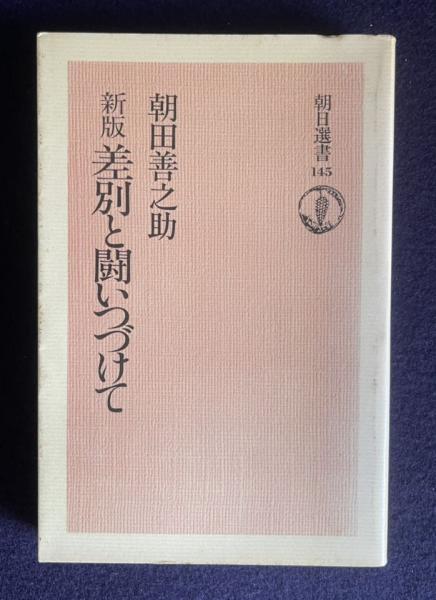 朝日選書
145
朝田善之助
新版 差別と闘いつづけて